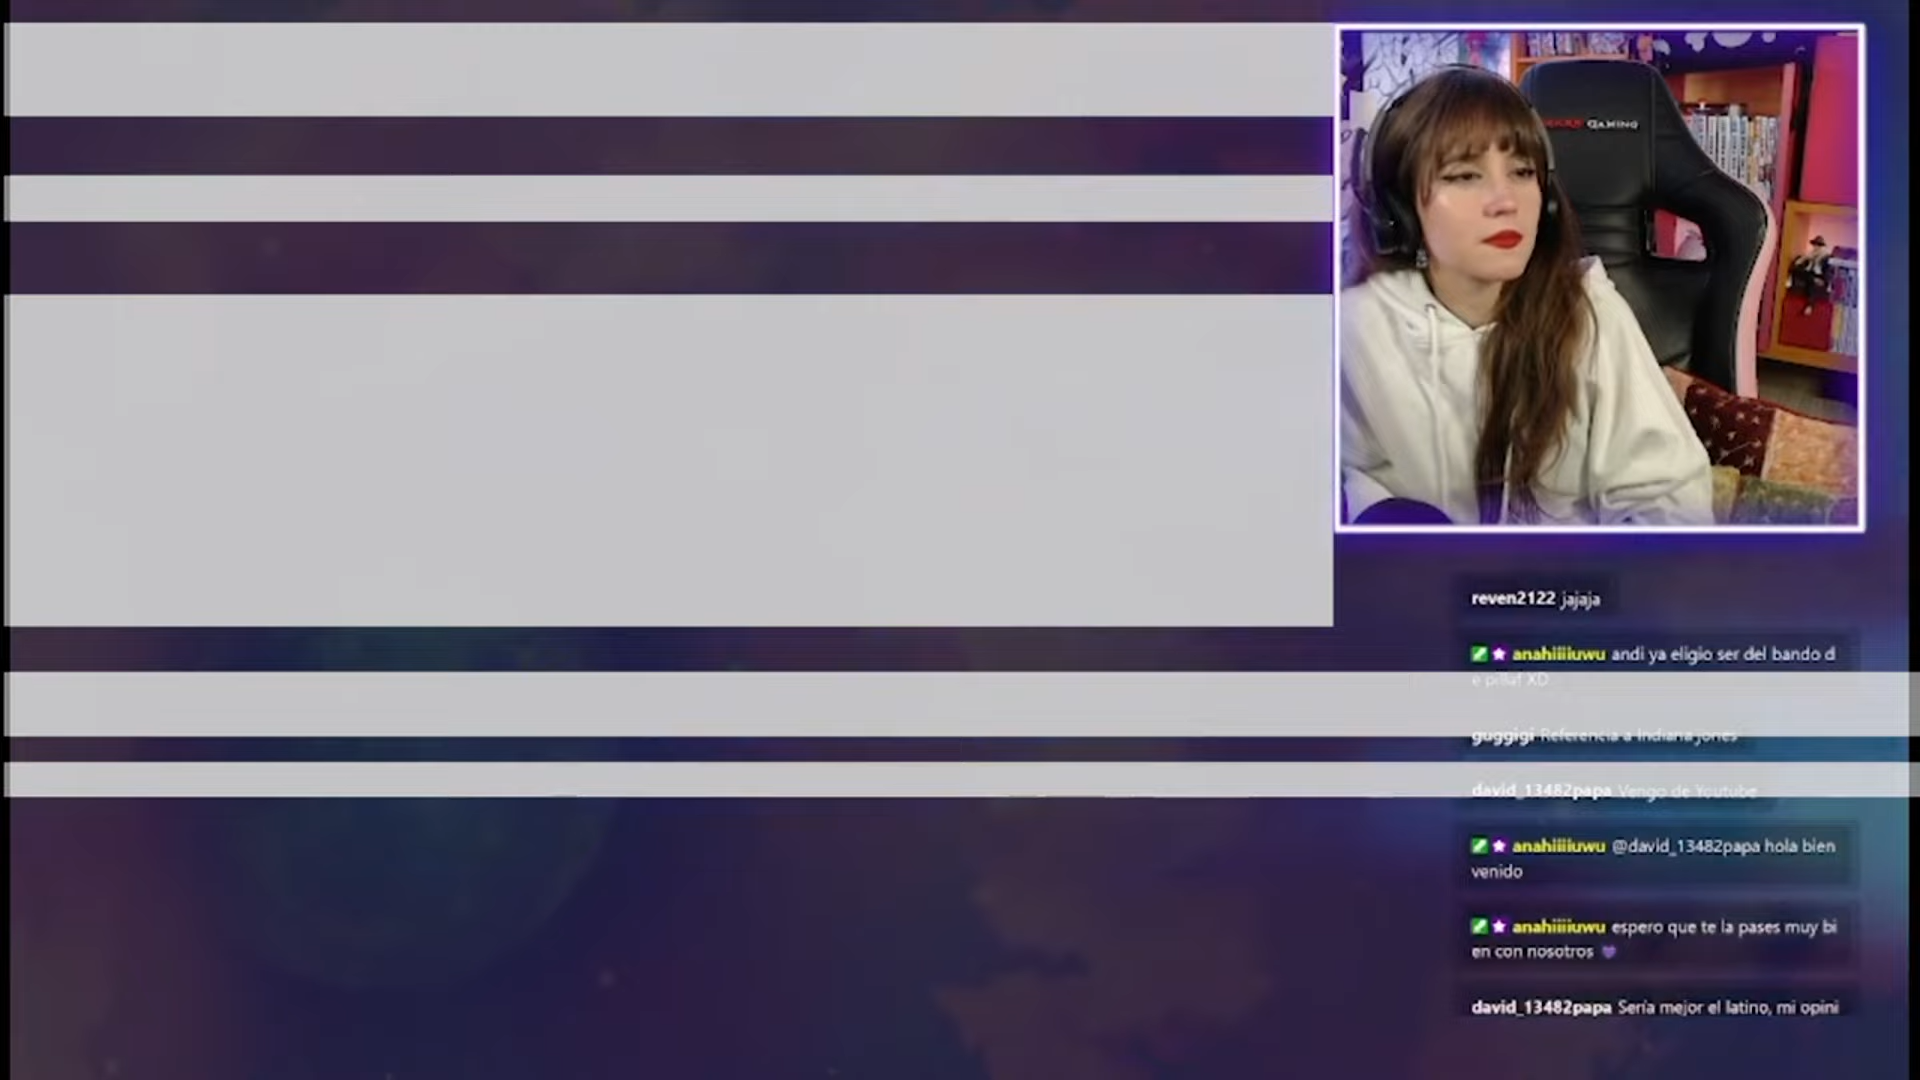 GAMING
reven2122 jajaja
anahiiiiuwu andi ya eligio ser del bando d
e pillaf XD
guggigi Referencia a Indiana Jones
david_13482papa Vengo de Youtube
anahiiiiuwu @david_13482papa hola bien
venido
anahiiiiuwu espero que te la pases muy bi
en con nosotros 💜
david_13482papa Sería mejor el latino, mi opini